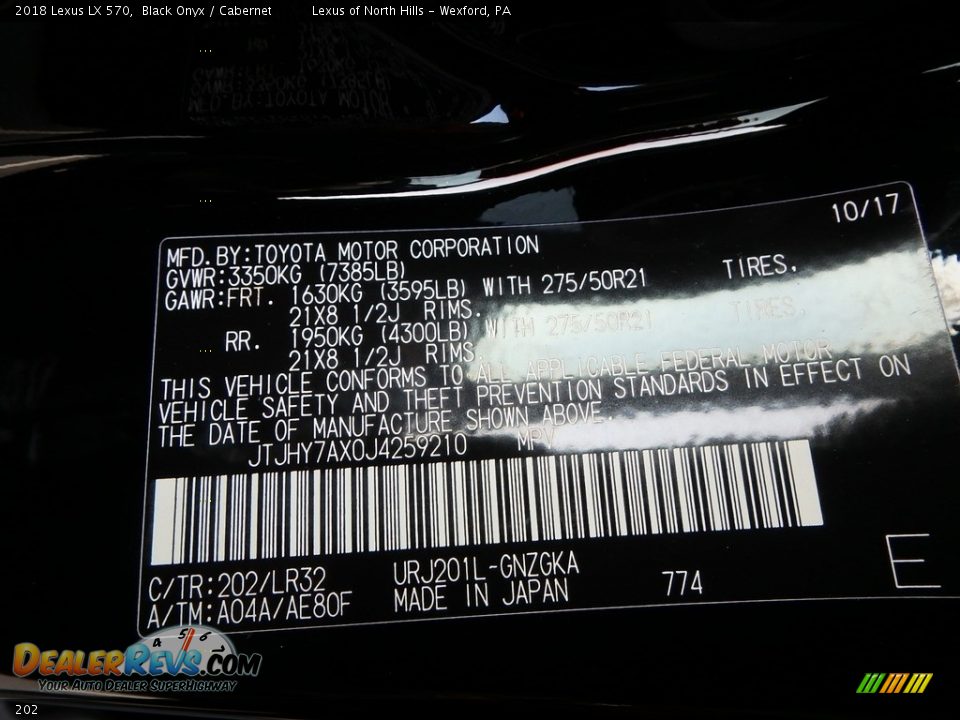 2018 Lexus LX 570, Black Onyx / Cabernet Lexus of North Hills - Wexford, PA
10/17
MFD.BY:TOYOTA MOTOR CORPORATION
GVWR:3350KG (7385LB)
GAWR:FRT. 1630KG (3595LB) WITH 275/50R21 TIRES,
21X8 1/2J RIMS.
RR. 1950KG (4300LB) WITH 275/50R21 TIRES,
21X8 1/2J RIMS
THIS VEHICLE CONFORMS TO ALL APPLICABLE FEDERAL MOTOR
VEHICLE SAFETY AND THEFT PREVENTION STANDARDS IN EFFECT ON
THE DATE OF MANUFACTURE SHOWN ABOVE.
JTJHY7AX0J4259210 MPV
C/TR:202/LR32 URJ201L-GNZGKA
A/TM:A04A/AE80F MADE IN JAPAN 774
E
4 5 6
DEALERREVS.COM
YOUR AUTO DEALER SUPERHIGHWAY
202